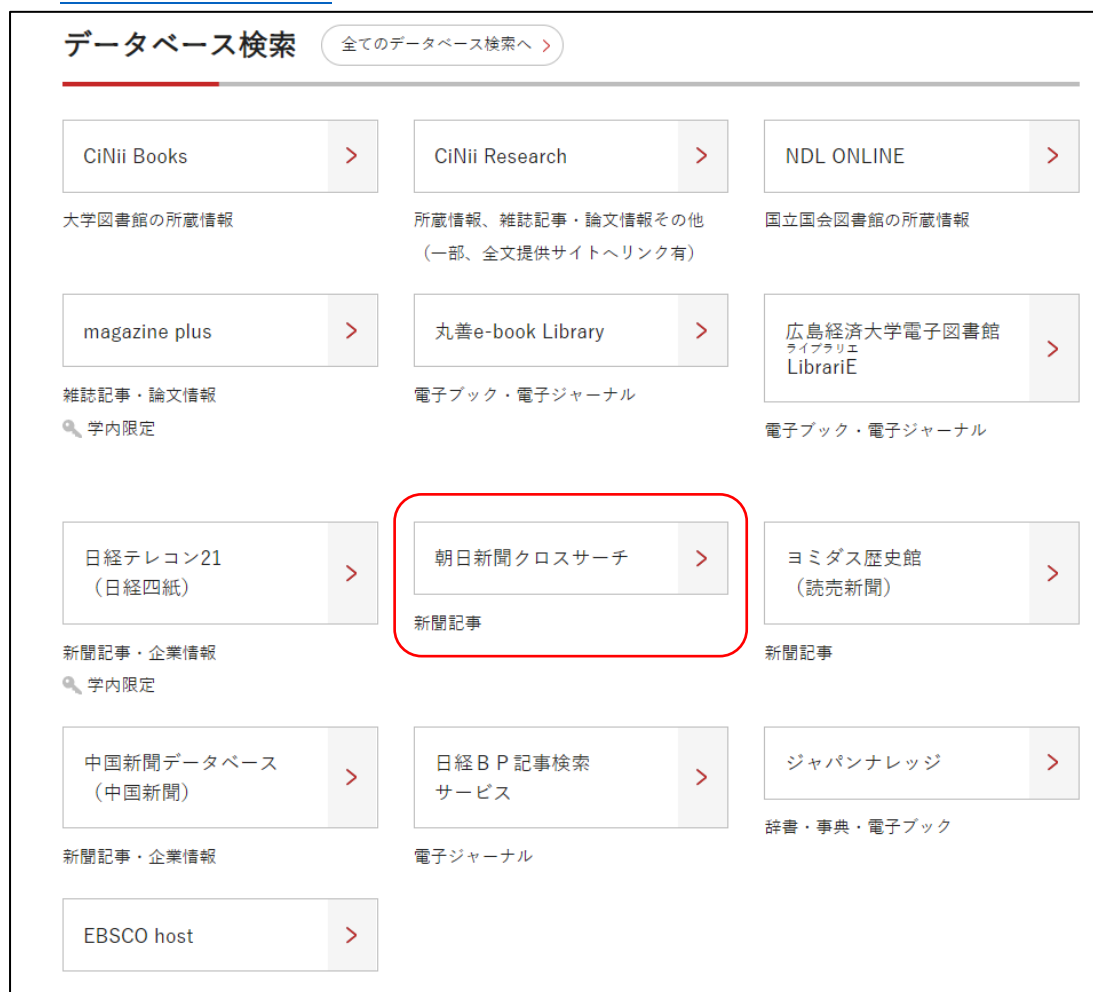 データベース検索
全てのデータベース検索へ
CiNii Books
CiNii Research
NDL ONLINE
大学図書館の所蔵情報
所蔵情報、雑誌記事・論文情報その他
（一部、全文提供サイトへリンク有）
国立国会図書館の所蔵情報
magazine plus
丸善e-book Library
広島経済大学電子図書館
ライブラリエ
LibrariE
雑誌記事・論文情報
学内限定
電子ブック・電子ジャーナル
電子ブック・電子ジャーナル
日経テレコン21
（日経四紙）
朝日新聞クロスサーチ
ヨミダス歴史館
（読売新聞）
新聞記事・企業情報
学内限定
新聞記事
新聞記事
中国新聞データベース
（中国新聞）
日経ＢＰ記事検索
サービス
ジャパンナレッジ
新聞記事・企業情報
電子ジャーナル
辞書・事典・電子ブック
EBSCO host